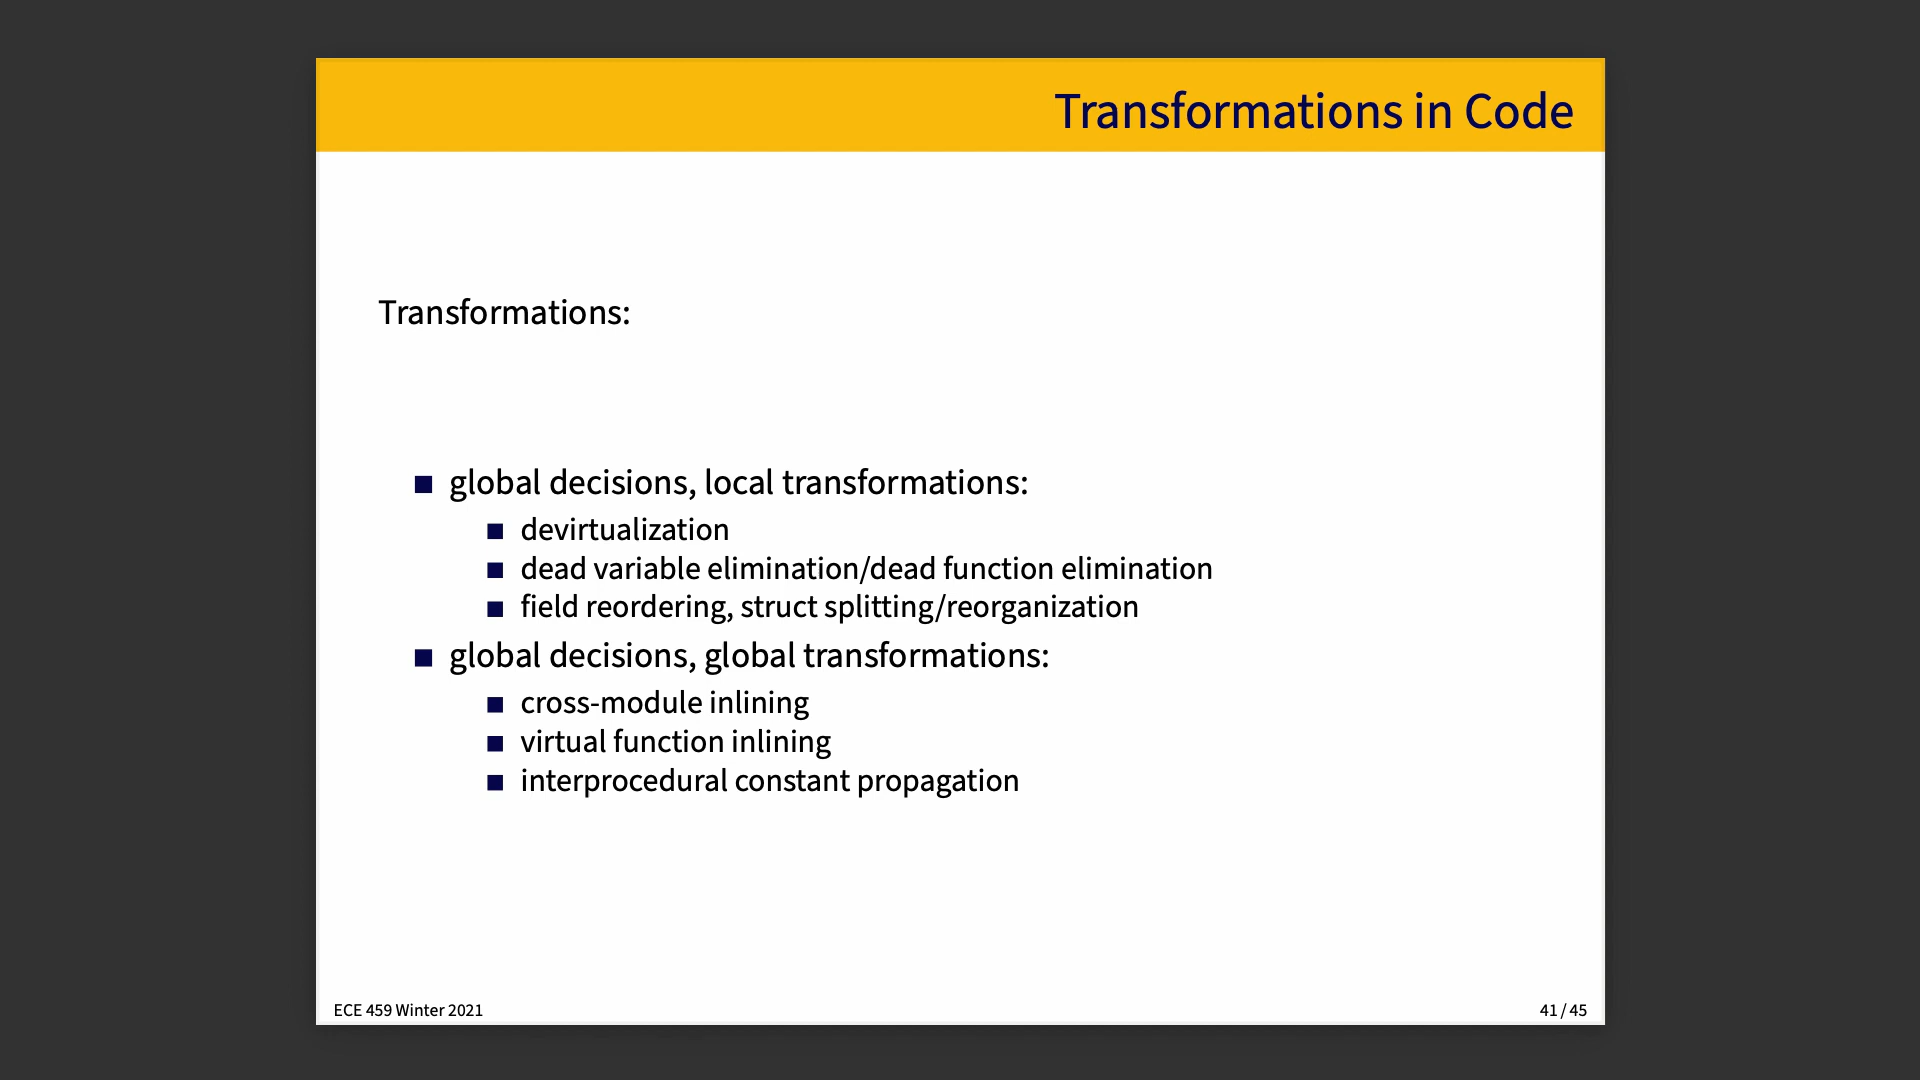 Transformations in Code
Transformations:
global decisions, local transformations:
devirtualization
dead variable elimination/dead function elimination
field reordering, struct splitting/reorganization
global decisions, global transformations:
cross-module inlining
virtual function inlining
interprocedural constant propagation
ECE 459 Winter 2021
41 / 45